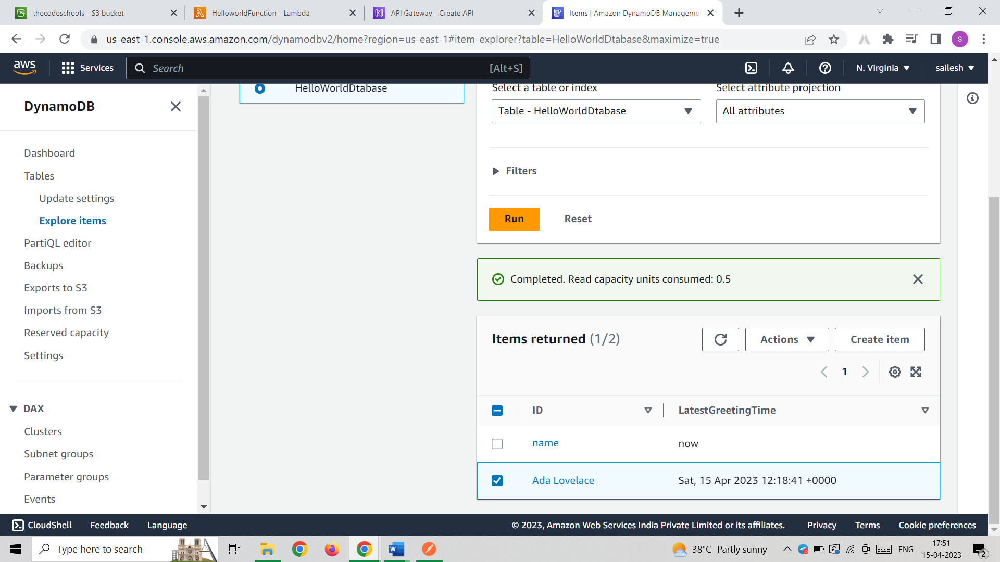 thecodeschools - S3 bucket
HelloworldFunction - Lambda
API Gateway - Create API
Items | Amazon DynamoDB Manageme
us-east-1.console.aws.amazon.com/dynamodbv2/home?region=us-east-1#item-explorer?table=HelloWorldDtabase&maximize=true
S
aws
Services
Search
[Alt+S]
N. Virginia
sailesh
DynamoDB
Dashboard
Tables
Update settings
Explore items
PartiQL editor
Backups
Exports to S3
Imports from S3
Reserved capacity
Settings
DAX
Clusters
Subnet groups
Parameter groups
Events
HelloWorldDtabase
Select a table or index
Select attribute projection
Table - HelloWorldDtabase
All attributes
Filters
Run
Reset
Completed. Read capacity units consumed: 0.5
Items returned (1/2)
Actions
Create item
1
ID
LatestGreetingTime
name
now
Ada Lovelace
Sat, 15 Apr 2023 12:18:41 +0000
CloudShell
Feedback
Language
© 2023, Amazon Web Services India Private Limited or its affiliates.
Privacy
Terms
Cookie preferences
Type here to search
38°C Partly sunny
ENG
17:51
15-04-2023
2